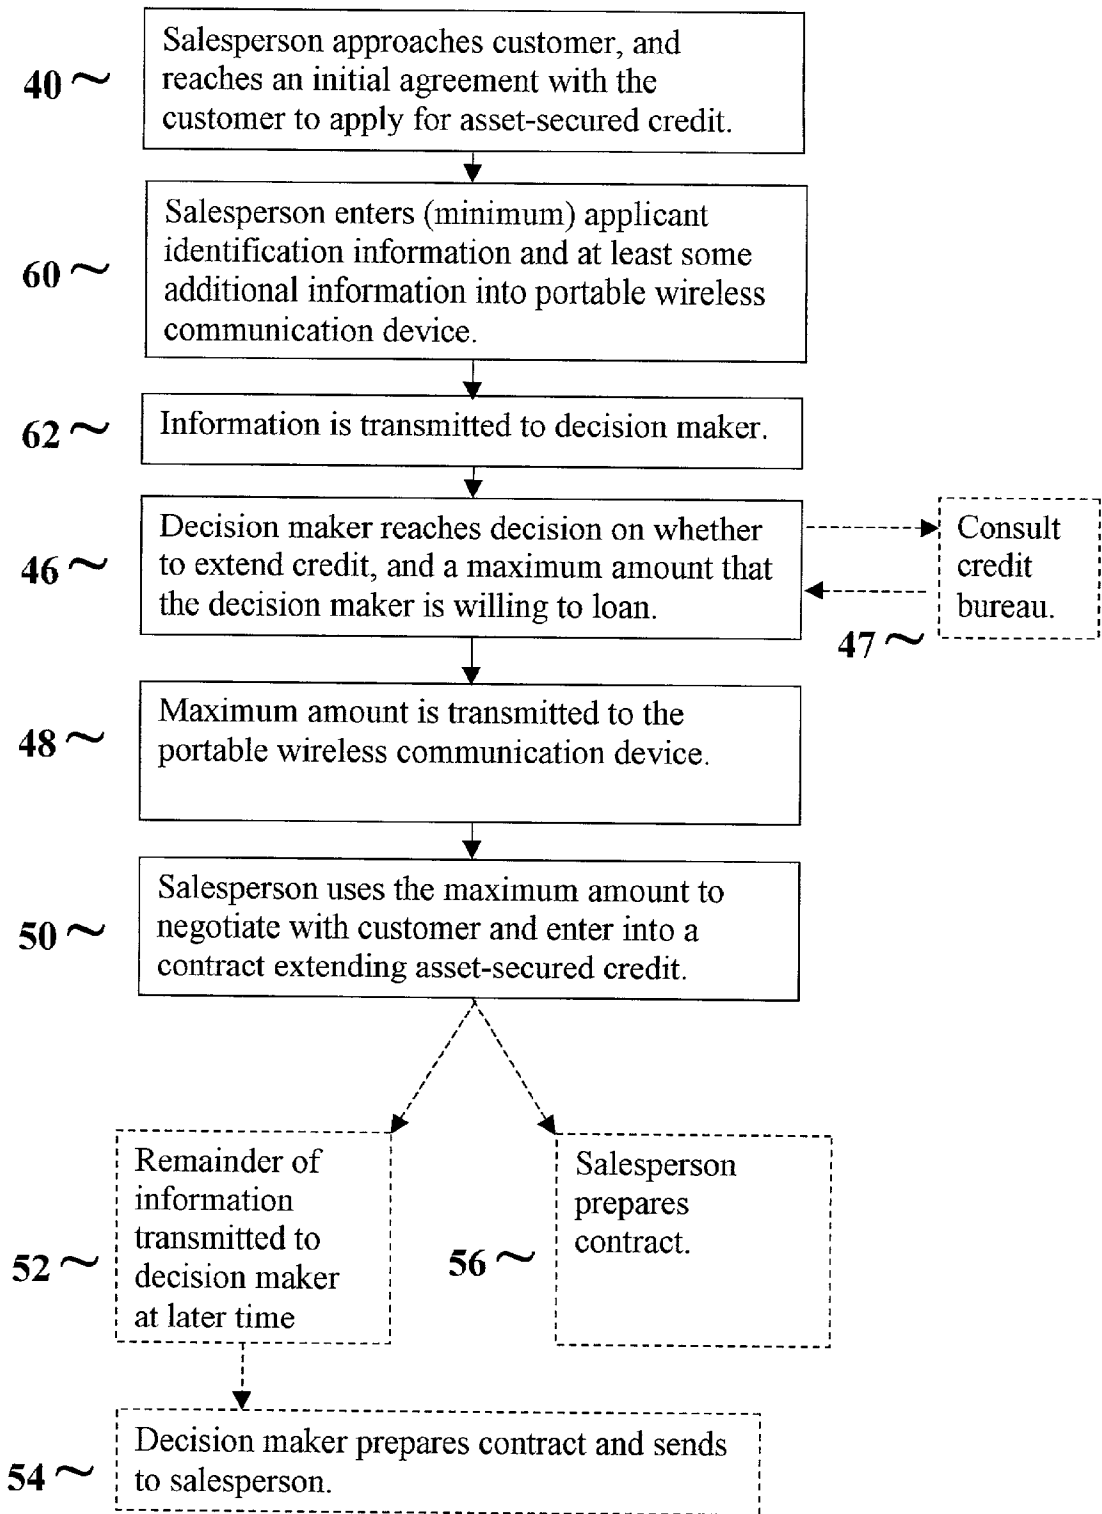 Salesperson approaches customer, and
reaches an initial agreement with the
customer to apply for asset-secured credit.
40
Salesperson enters (minimum) applicant
identification information and at least some
additional information into portable wireless
communication device.
60
Information is transmitted to decision maker.
62
Decision maker reaches decision on whether
to extend credit, and a maximum amount that
the decision maker is willing to loan.
46
Consult
credit
bureau.
47
Maximum amount is transmitted to the
portable wireless communication device.
48
Salesperson uses the maximum amount to
negotiate with customer and enter into a
contract extending asset-secured credit.
50
Remainder of
information
transmitted to
decision maker
at later time
52
Salesperson
prepares
contract.
56
Decision maker prepares contract and sends
to salesperson.
54